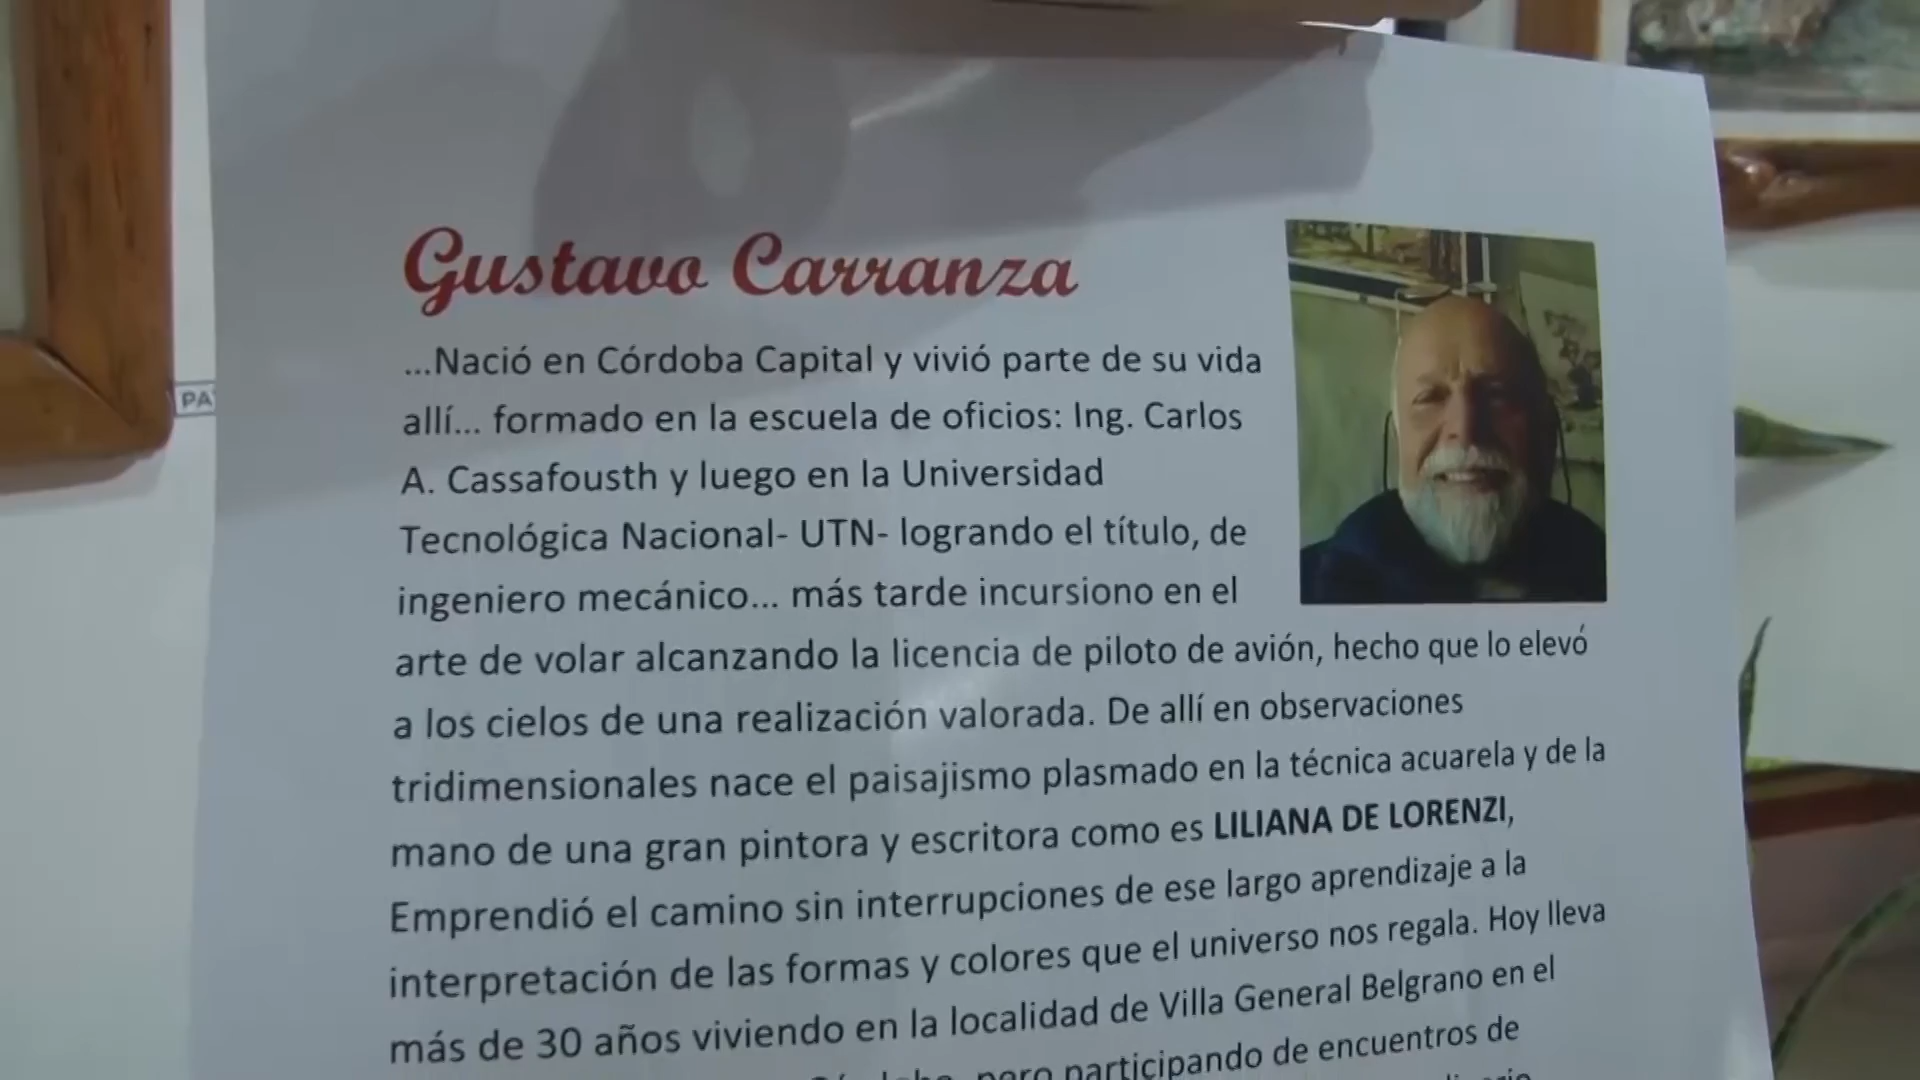 Gustavo Carranza
...Nació en Córdoba Capital y vivió parte de su vida
allí... formado en la escuela de oficios: Ing. Carlos
A. Cassafousth y luego en la Universidad
Tecnológica Nacional- UTN- logrando el título, de
ingeniero mecánico... más tarde incursiono en el
arte de volar alcanzando la licencia de piloto de avión, hecho que lo elevó
a los cielos de una realización valorada. De allí en observaciones
tridimensionales nace el paisajismo plasmado en la técnica acuarela y de la
mano de una gran pintora y escritora como es LILIANA DE LORENZI,
Emprendió el camino sin interrupciones de ese largo aprendizaje a la
interpretación de las formas y colores que el universo nos regala. Hoy lleva
más de 30 años viviendo en la localidad de Villa General Belgrano en el
pero participando de encuentros de